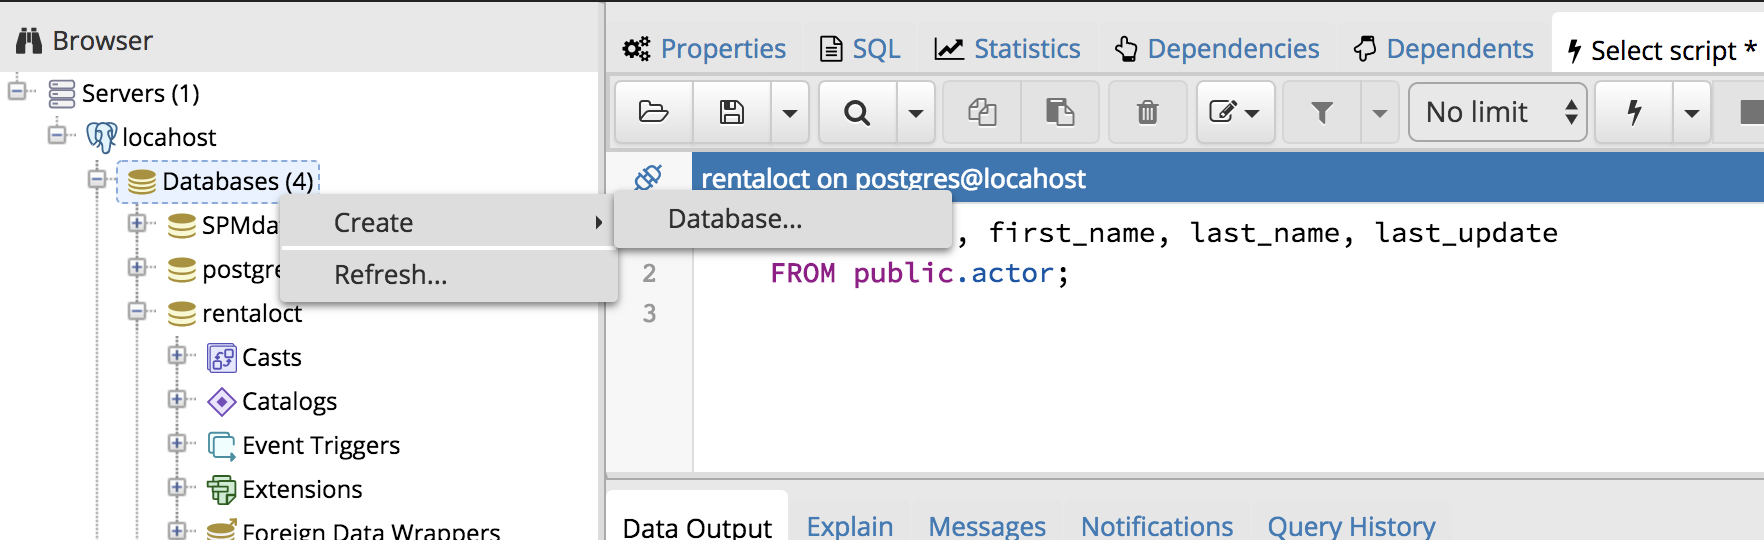 Browser
Servers (1)
locahost
Databases (4)
SPMda
postgre
rentaloct
Casts
Catalogs
Event Triggers
Extensions
Foreign Data Wrappers
Create
Refresh...
Database...
Properties
SQL
Statistics
Dependencies
Dependents
Select script *
No limit
rentaloct on postgres@locahost
, first_name, last_name, last_update
2 FROM public.actor;
3
Data Output
Explain
Messages
Notifications
Query History